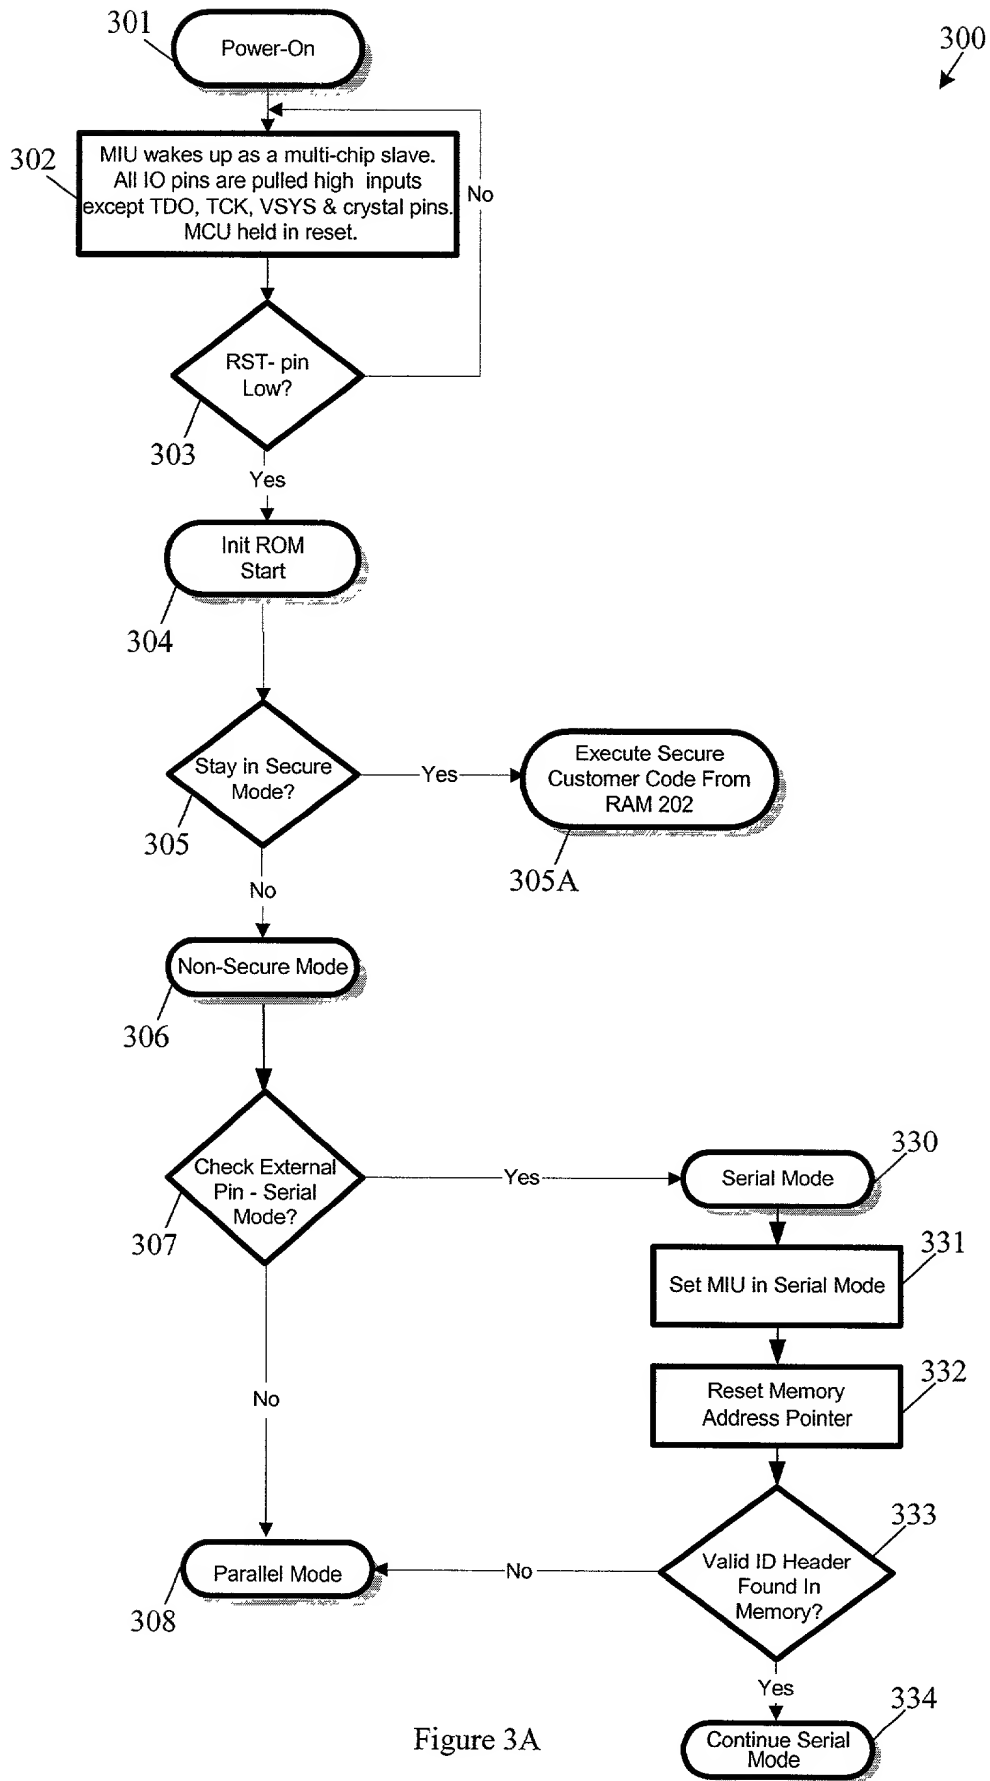 301
Power-On
300
302
MIU wakes up as a multi-chip slave.
All IO pins are pulled high inputs
except TDO, TCK, VSYS & crystal pins.
MCU held in reset.
No
RST- pin
Low?
303
Yes
Init ROM
Start
304
Stay in Secure
Mode?
Yes
Execute Secure
Customer Code From
RAM 202
305
305A
No
Non-Secure Mode
306
Check External
Pin - Serial
Mode?
307
Yes
Serial Mode
330
Set MIU in Serial Mode
331
Reset Memory
Address Pointer
332
No
Valid ID Header
Found In
Memory?
333
No
Parallel Mode
308
Yes
Continue Serial
Mode
334
Figure 3A